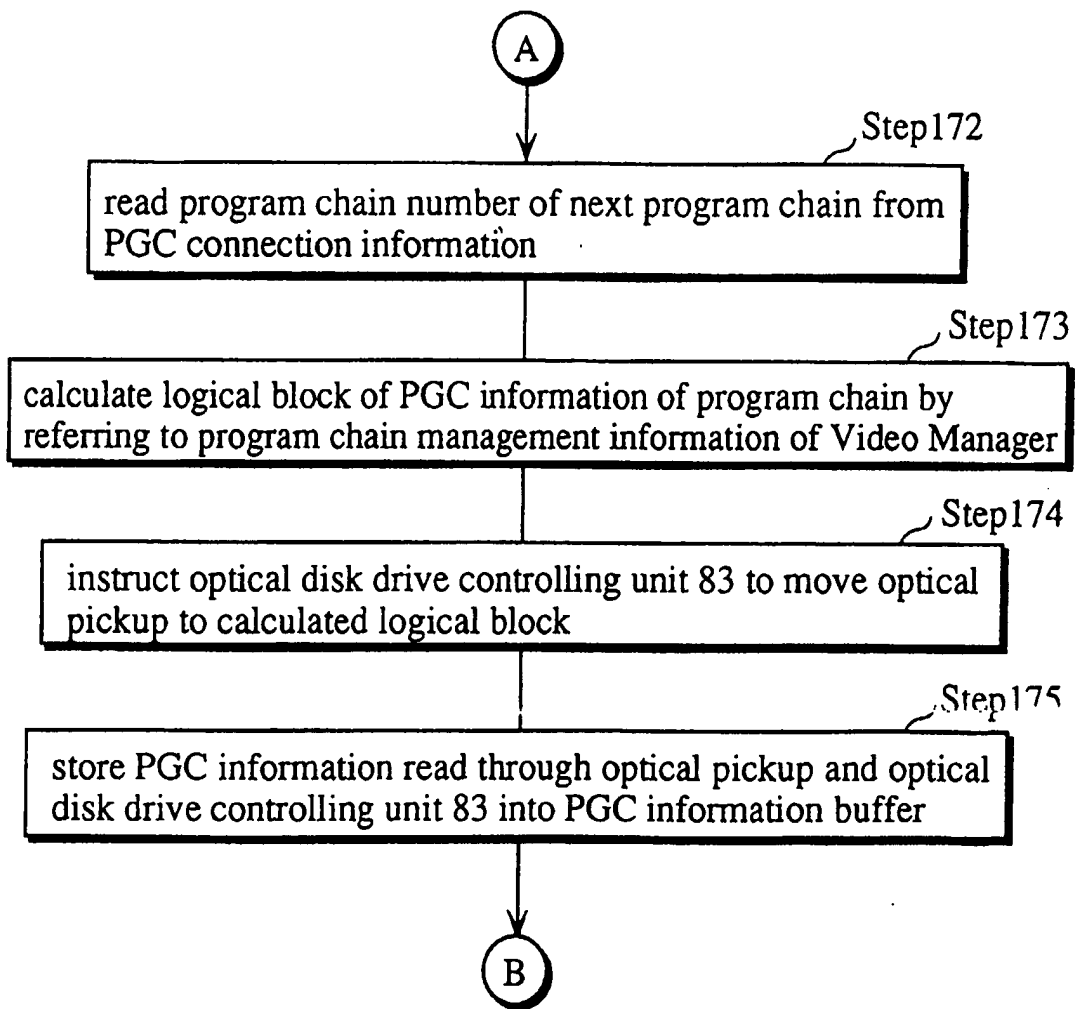 A
Step172
read program chain number of next program chain from
PGC connection information
Step173
calculate logical block of PGC information of program chain by
referring to program chain management information of Video Manager
Step174
instruct optical disk drive controlling unit 83 to move optical
pickup to calculated logical block
Step175
store PGC information read through optical pickup and optical
disk drive controlling unit 83 into PGC information buffer
B